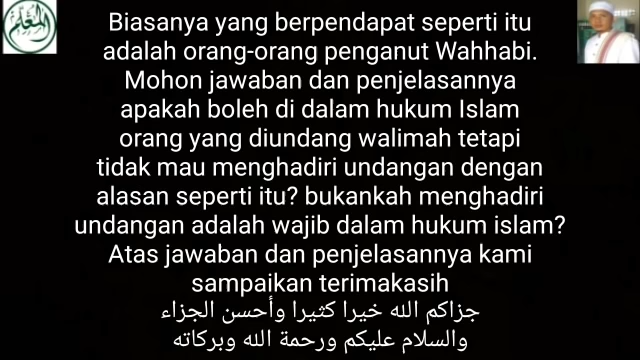 Biasanya yang berpendapat seperti itu
adalah orang-orang penganut Wahhabi.
Mohon jawaban dan penjelasannya
apakah boleh di dalam hukum Islam
orang yang diundang walimah tetapi
tidak mau menghadiri undangan dengan
alasan seperti itu? bukankah menghadiri
undangan adalah wajib dalam hukum islam?
Atas jawaban dan penjelasannya kami
sampaikan terimakasih
جزاكم الله خيرا كثيرا وأحسن الجزاء
والسلام عليكم ورحمة الله وبركاته